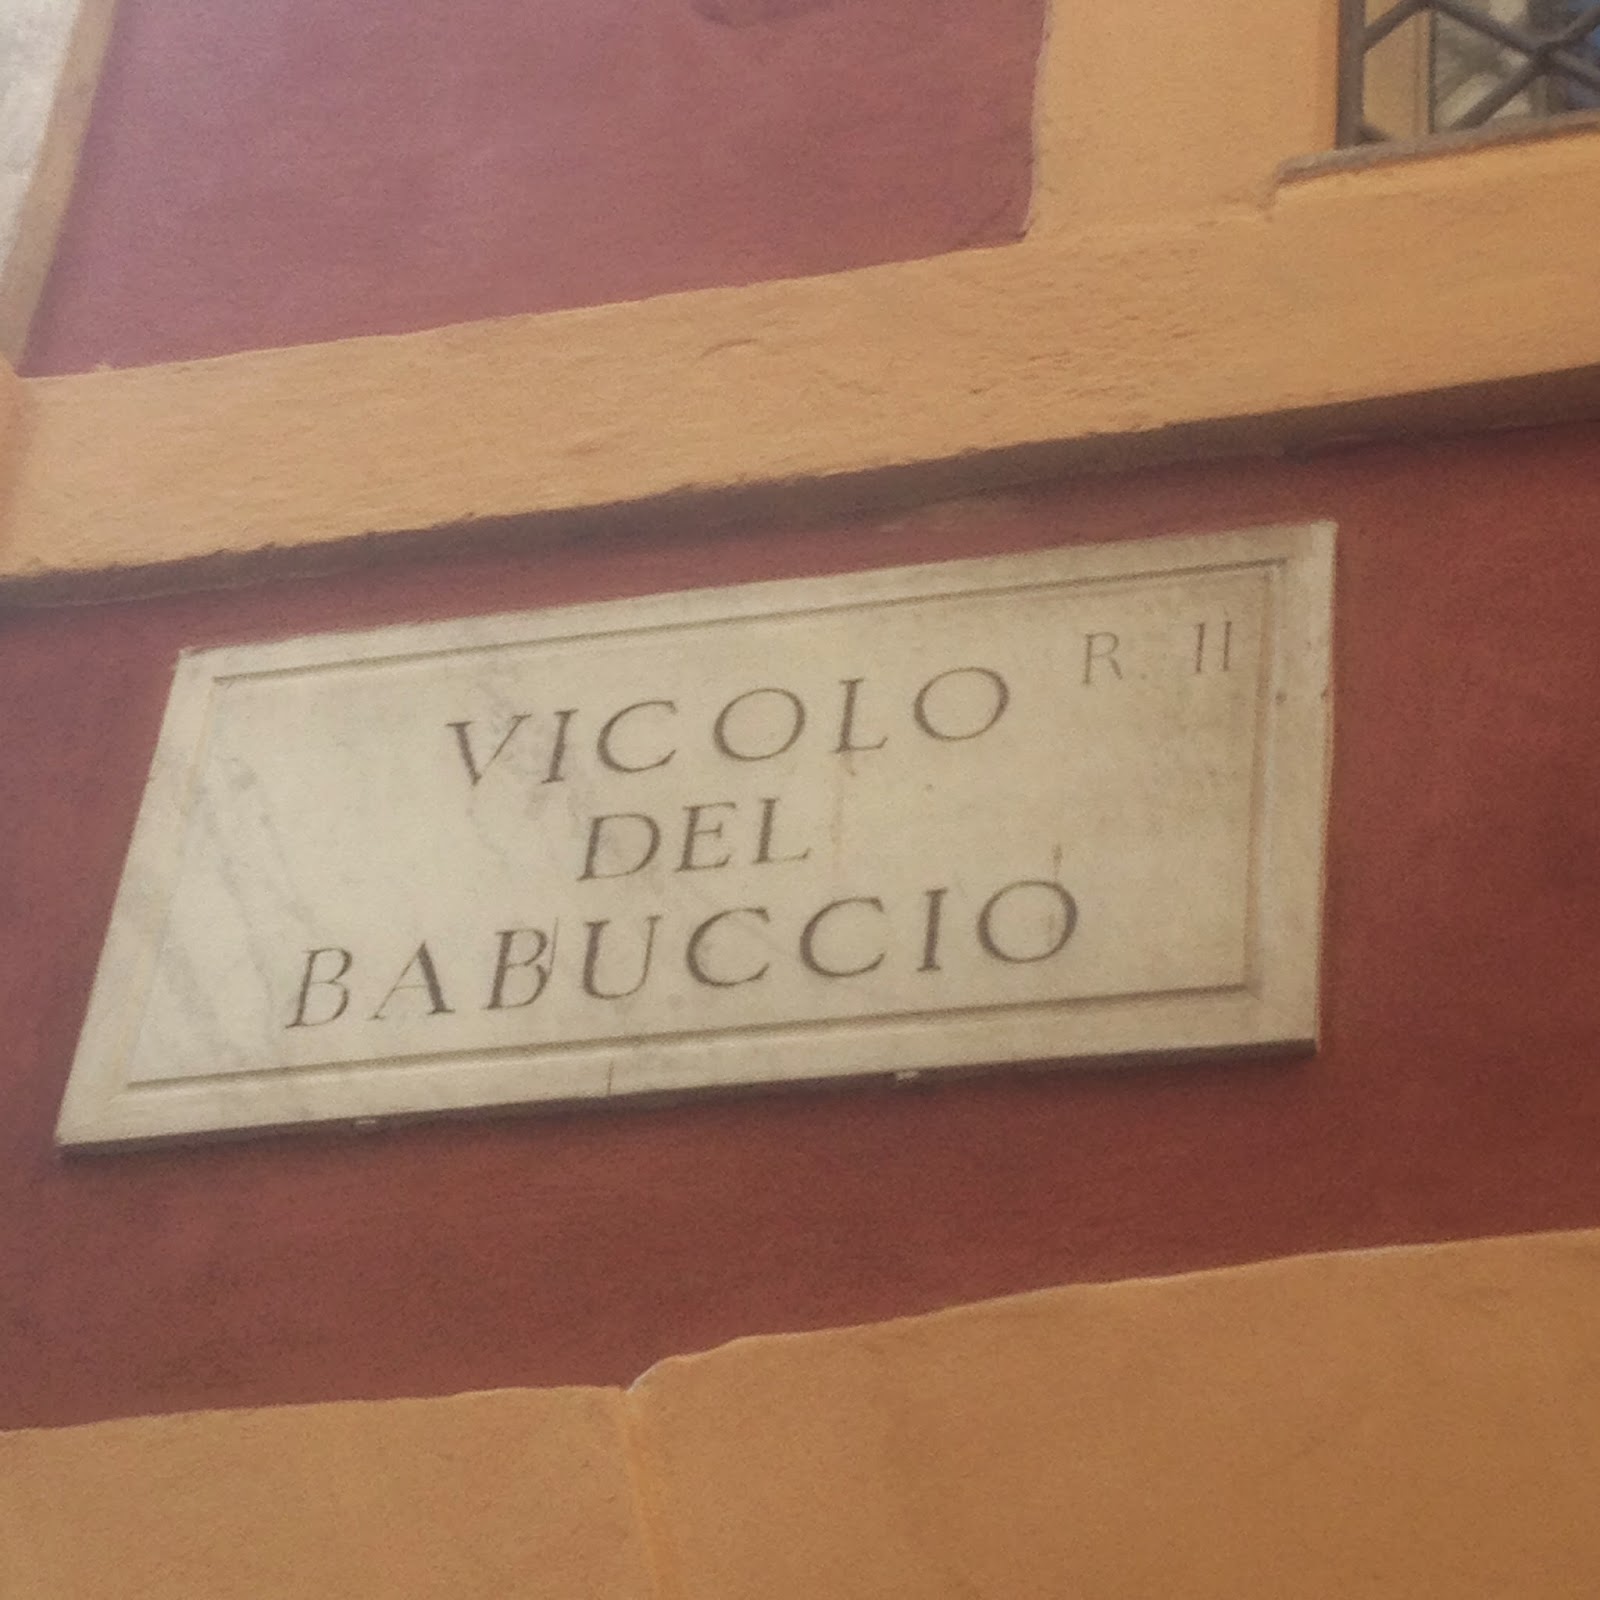 R. II
VICOLO
DEL
BABUCCIO